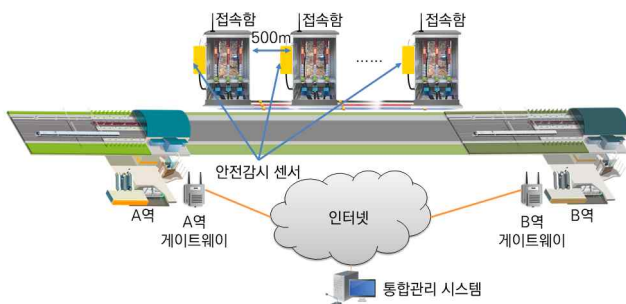 접속함
접속함
접속함
500m
......
안전감시 센서
A역
A역
게이트웨이
인터넷
B역
게이트웨이
B역
통합관리 시스템